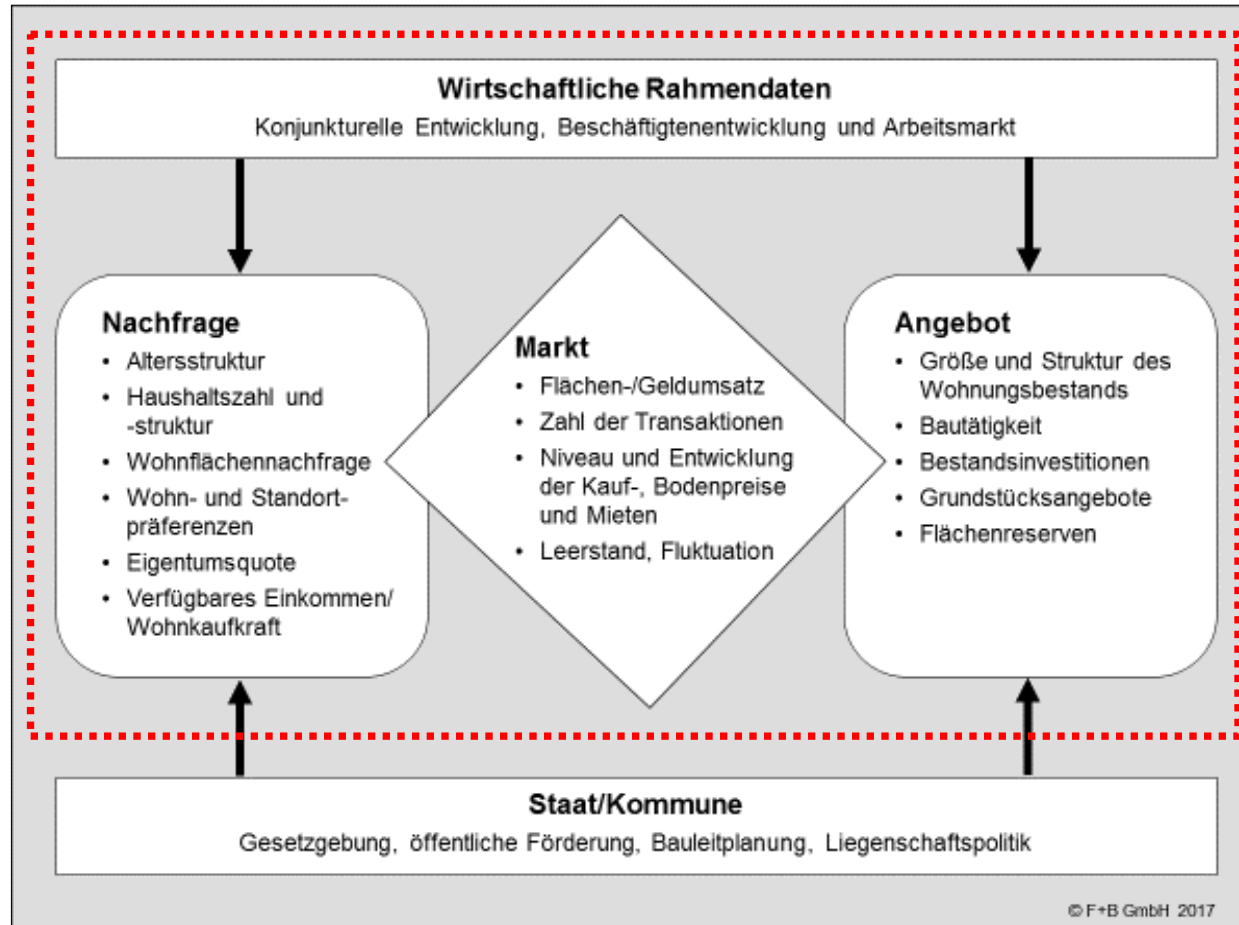 Wirtschaftliche Rahmendaten
Konjunkturelle Entwicklung, Beschäftigtenentwicklung und Arbeitsmarkt
Nachfrage
• Altersstruktur
• Haushaltszahl und
-struktur
• Wohnflächennachfrage
• Wohn- und Standort-
präferenzen
• Eigentumsquote
• Verfügbares Einkommen/
Wohnkaufkraft
Markt
• Flächen-/Geldumsatz
• Zahl der Transaktionen
• Niveau und Entwicklung
der Kauf-, Bodenpreise
und Mieten
• Leerstand, Fluktuation
Angebot
• Größe und Struktur des
Wohnungsbestands
• Bautätigkeit
• Bestandsinvestitionen
• Grundstücksangebote
• Flächenreserven
Staat/Kommune
Gesetzgebung, öffentliche Förderung, Bauleitplanung, Liegenschaftspolitik
© F+B GmbH 2017